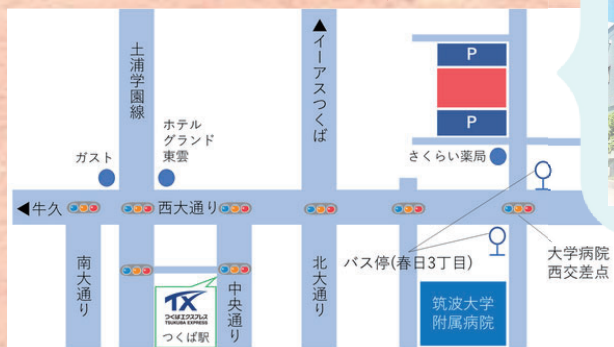 土浦学園線
▲イーアスつくば
P
P
ホテル
グランド
東雲
ガスト
さくらい薬局
◀牛久
西大通り
南大通り
中央通り
北大通り
バス停(春日3丁目)
大学病院
西交差点
TX
つくばエクスプレス
TSUKUBA EXPRESS
つくば駅
筑波大学
附属病院